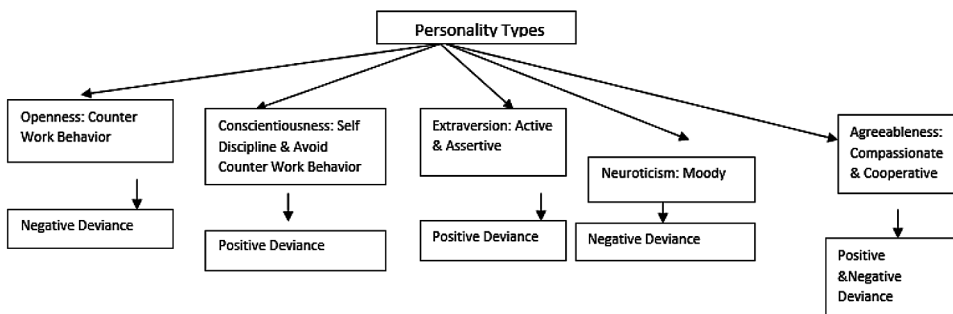 Personality Types
Openness: Counter
Work Behavior
Conscientiousness: Self
Discipline & Avoid
Counter Work Behavior
Extraversion: Active
& Assertive
Neuroticism: Moody
Agreeableness:
Compassionate
& Cooperative
Negative Deviance
Positive Deviance
Positive Deviance
Negative Deviance
Positive
&Negative
Deviance